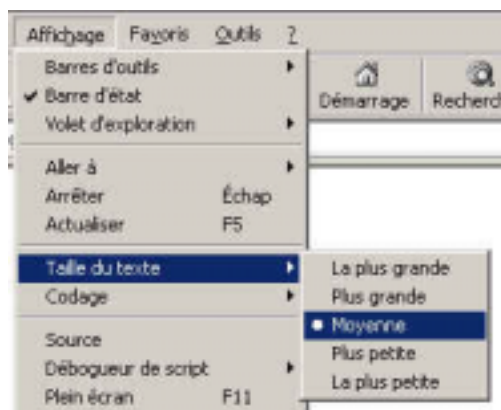 Affichage Favoris Outils ?
Barres d'outils
Barre d'état
Volet d'exploration
Démarrage Recherc
Aller à
Arrêter Échap
Actualiser F5
Taille du texte
Codage
Source
Débogueur de script
Plein écran F11
La plus grande
Plus grande
Moyenne
Plus petite
La plus petite